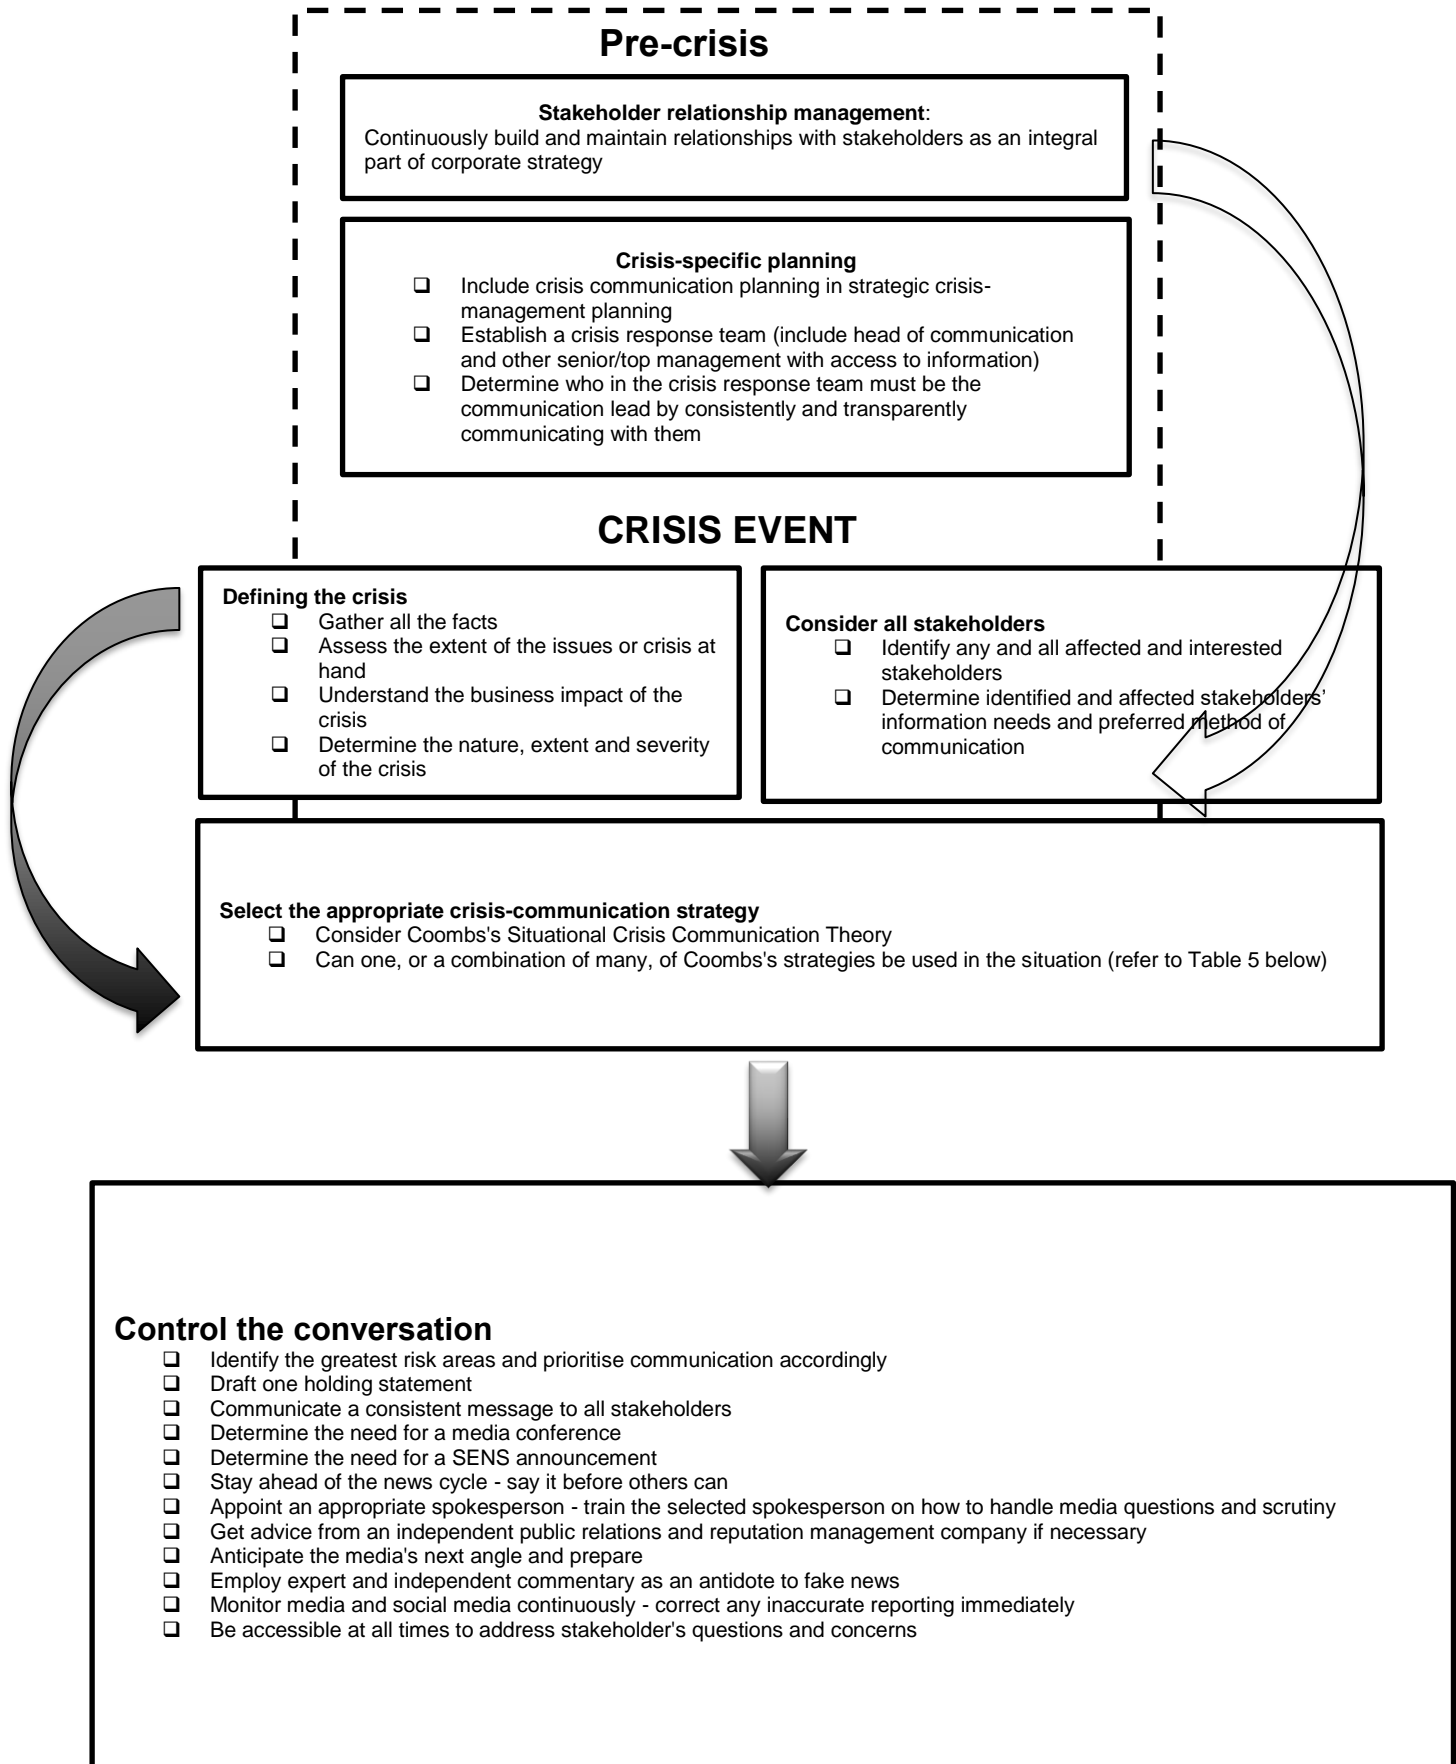 Pre-crisis
Stakeholder relationship management:
Continuously build and maintain relationships with stakeholders as an integral
part of corporate strategy
Crisis-specific planning
❑ Include crisis communication planning in strategic crisis-
management planning
❑ Establish a crisis response team (include head of communication
and other senior/top management with access to information)
❑ Determine who in the crisis response team must be the
communication lead by consistently and transparently
communicating with them
CRISIS EVENT
Defining the crisis
❑ Gather all the facts
❑ Assess the extent of the issues or crisis at
hand
❑ Understand the business impact of the
crisis
❑ Determine the nature, extent and severity
of the crisis
Consider all stakeholders
❑ Identify any and all affected and interested
stakeholders
❑ Determine identified and affected stakeholders’
information needs and preferred method of
communication
Select the appropriate crisis-communication strategy
❑ Consider Coombs's Situational Crisis Communication Theory
❑ Can one, or a combination of many, of Coombs's strategies be used in the situation (refer to Table 5 below)
Control the conversation
❑ Identify the greatest risk areas and prioritise communication accordingly
❑ Draft one holding statement
❑ Communicate a consistent message to all stakeholders
❑ Determine the need for a media conference
❑ Determine the need for a SENS announcement
❑ Stay ahead of the news cycle - say it before others can
❑ Appoint an appropriate spokesperson - train the selected spokesperson on how to handle media questions and scrutiny
❑ Get advice from an independent public relations and reputation management company if necessary
❑ Anticipate the media's next angle and prepare
❑ Employ expert and independent commentary as an antidote to fake news
❑ Monitor media and social media continuously - correct any inaccurate reporting immediately
❑ Be accessible at all times to address stakeholder's questions and concerns